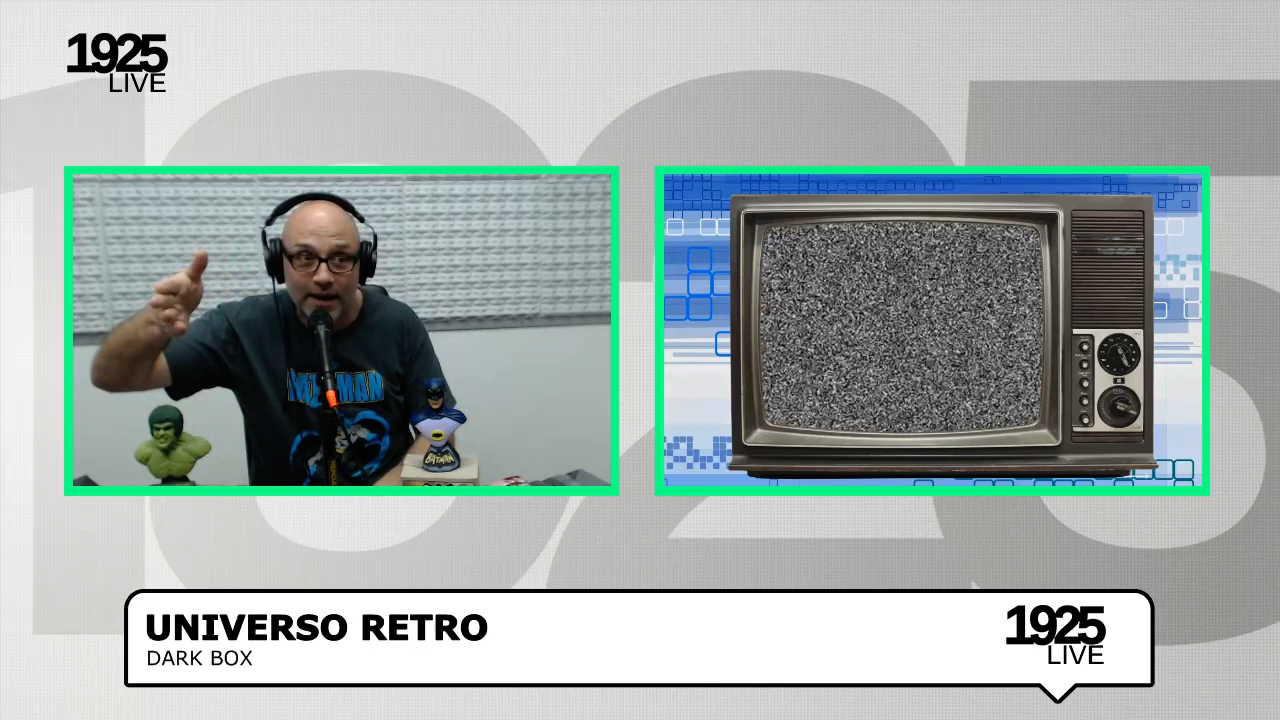 1925
LIVE
BATMAN
BATMAN
UNIVERSO RETRO
DARK BOX
1925
LIVE